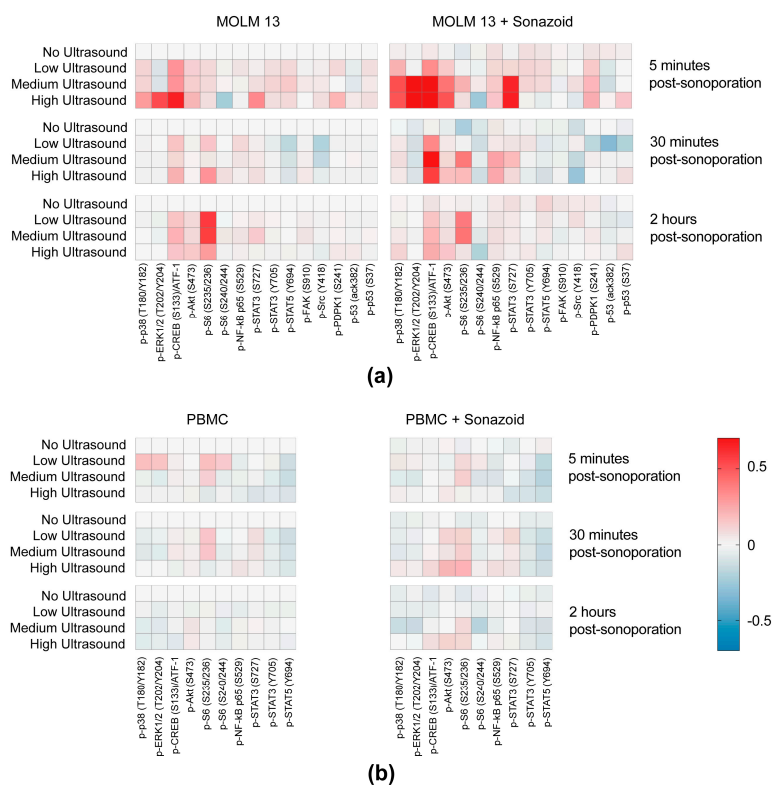 MOLM 13
MOLM 13 + Sonazoid
No Ultrasound
Low Ultrasound
Medium Ultrasound
High Ultrasound
5 minutes
post-sonoporation
No Ultrasound
Low Ultrasound
Medium Ultrasound
High Ultrasound
30 minutes
post-sonoporation
No Ultrasound
Low Ultrasound
Medium Ultrasound
High Ultrasound
2 hours
post-sonoporation
p-p38 (T180/Y182)
p-ERK1/2 (T202/Y204)
p-CREB (S133)/ATF-1
p-Akt (S473)
p-S6 (S235/236)
p-S6 (S240/244)
p-NF-kB p65 (S529)
p-STAT3 (S727)
p-STAT3 (Y705)
p-STAT5 (Y694)
p-FAK (S910)
p-Src (Y418)
p-PDPK1 (S241)
p-53 (ack382)
p-p53 (S37)
p-p38 (T180/Y182)
p-ERK1/2 (T202/Y204)
p-CREB (S133)/ATF-1
p-Akt (S473)
p-S6 (S235/236)
p-S6 (S240/244)
p-NF-kB p65 (S529)
p-STAT3 (S727)
p-STAT3 (Y705)
p-STAT5 (Y694)
p-FAK (S910)
p-Src (Y418)
p-PDPK1 (S241)
p-53 (ack382)
p-p53 (S37)
(a)
PBMC
PBMC + Sonazoid
No Ultrasound
Low Ultrasound
Medium Ultrasound
High Ultrasound
5 minutes
post-sonoporation
No Ultrasound
Low Ultrasound
Medium Ultrasound
High Ultrasound
30 minutes
post-sonoporation
No Ultrasound
Low Ultrasound
Medium Ultrasound
High Ultrasound
2 hours
post-sonoporation
0.5
0
-0.5
p-p38 (T180/Y182)
p-ERK1/2 (T202/Y204)
p-CREB (S133)/ATF-1
p-Akt (S473)
p-S6 (S235/236)
p-S6 (S240/244)
p-NF-kB p65 (S529)
p-STAT3 (S727)
p-STAT3 (Y705)
p-STAT5 (Y694)
p-p38 (T180/Y182)
p-ERK1/2 (T202/Y204)
p-CREB (S133)/ATF-1
p-Akt (S473)
p-S6 (S235/236)
p-S6 (S240/244)
p-NF-kB p65 (S529)
p-STAT3 (S727)
p-STAT3 (Y705)
p-STAT5 (Y694)
(b)